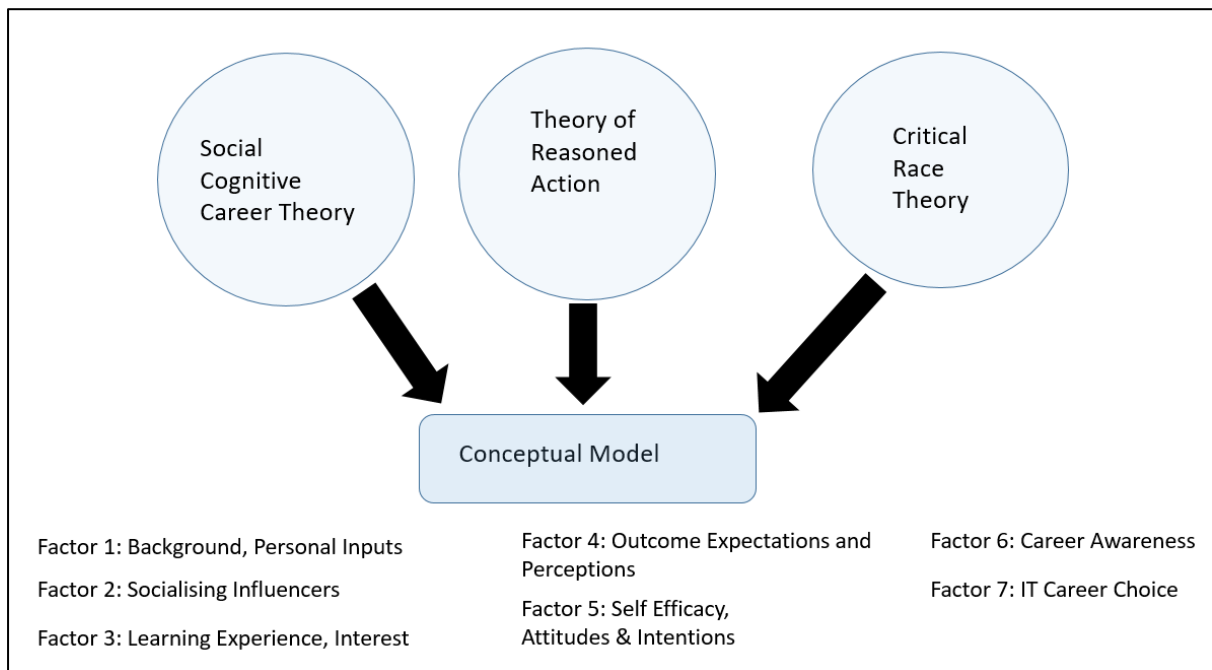 Social
Cognitive
Career Theory
Theory of
Reasoned
Action
Critical
Race
Theory
Conceptual Model
Factor 1: Background, Personal Inputs
Factor 2: Socialising Influencers
Factor 3: Learning Experience, Interest
Factor 4: Outcome Expectations and
Perceptions
Factor 5: Self Efficacy,
Attitudes & Intentions
Factor 6: Career Awareness
Factor 7: IT Career Choice